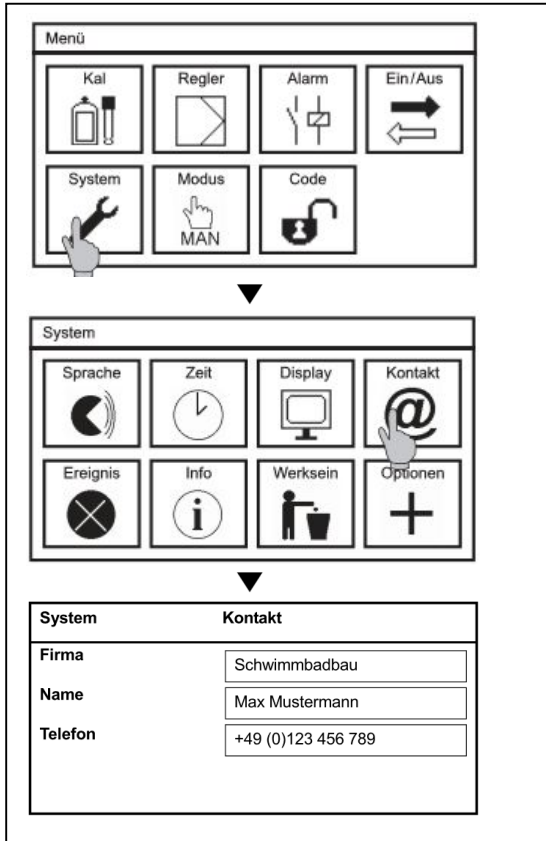 Menü
Kal Regler Alarm Ein/Aus
MAN
System Modus Code
System
Sprache Zeit Display Kontakt
@
Ereignis Info Werksein Optionen
i
System Kontakt
Firma Schwimmbadbau
Name Max Mustermann
Telefon +49 (0)123 456 789